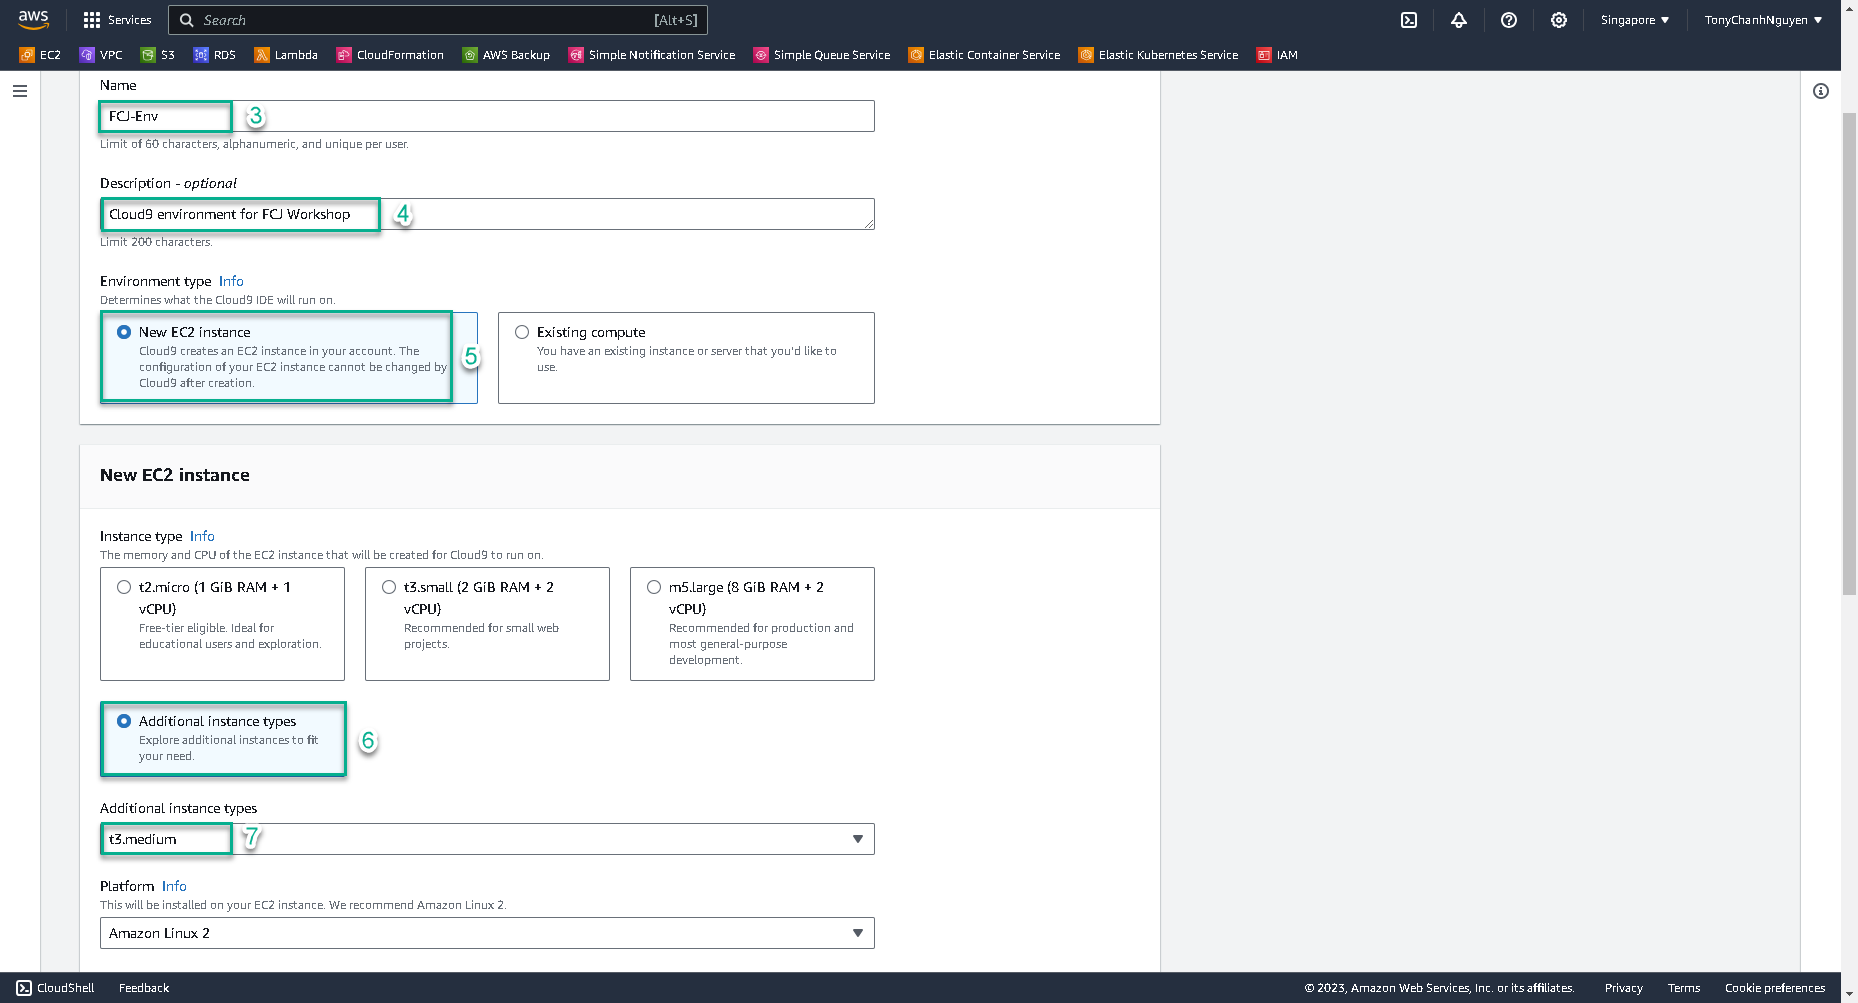 aws
Services
Search
[Alt+S]
Singapore ▼
TonyChanhNguyen ▼
EC2
VPC
S3
RDS
Lambda
CloudFormation
AWS Backup
Simple Notification Service
Simple Queue Service
Elastic Container Service
Elastic Kubernetes Service
IAM
Name
FCJ-Env
3
Limit of 60 characters, alphanumeric, and unique per user.
Description - optional
Cloud9 environment for FCJ Workshop
4
Limit 200 characters.
Environment type Info
Determines what the Cloud9 IDE will run on.
New EC2 instance
Cloud9 creates an EC2 instance in your account. The
configuration of your EC2 instance cannot be changed by
Cloud9 after creation.
5
Existing compute
You have an existing instance or server that you'd like to
use.
New EC2 instance
Instance type Info
The memory and CPU of the EC2 instance that will be created for Cloud9 to run on.
t2.micro (1 GiB RAM + 1
vCPU)
Free-tier eligible. Ideal for
educational users and exploration.
t3.small (2 GiB RAM + 2
vCPU)
Recommended for small web
projects.
m5.large (8 GiB RAM + 2
vCPU)
Recommended for production and
most general-purpose
development.
Additional instance types
Explore additional instances to fit
your need.
6
Additional instance types
t3.medium
7
Platform Info
This will be installed on your EC2 instance. We recommend Amazon Linux 2.
Amazon Linux 2
CloudShell
Feedback
© 2023, Amazon Web Services, Inc. or its affiliates.
Privacy
Terms
Cookie preferences